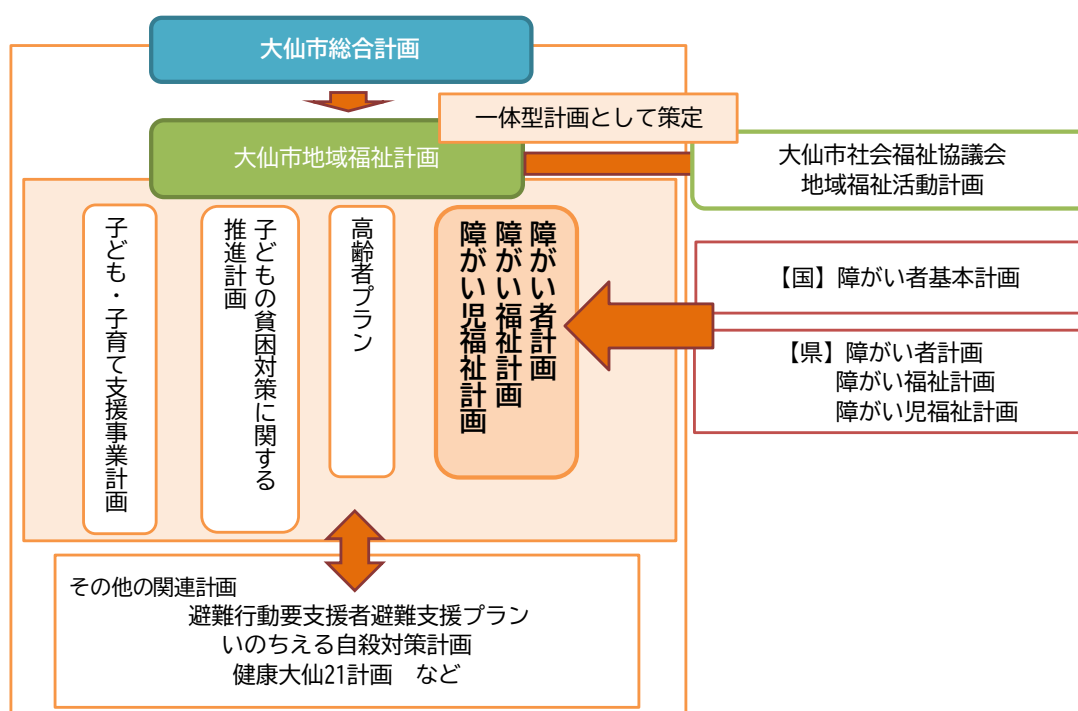 大仙市総合計画
一体型計画として策定
大仙市地域福祉計画
大仙市社会福祉協議会
地域福祉活動計画
子ども・子育て支援事業計画
子どもの貧困対策に関する
推進計画
高齢者プラン
障がい者計画
障がい福祉計画
障がい児福祉計画
【国】障がい者基本計画
【県】障がい者計画
障がい福祉計画
障がい児福祉計画
その他の関連計画
避難行動要支援者避難支援プラン
いのちえる自殺対策計画
健康大仙21計画　など